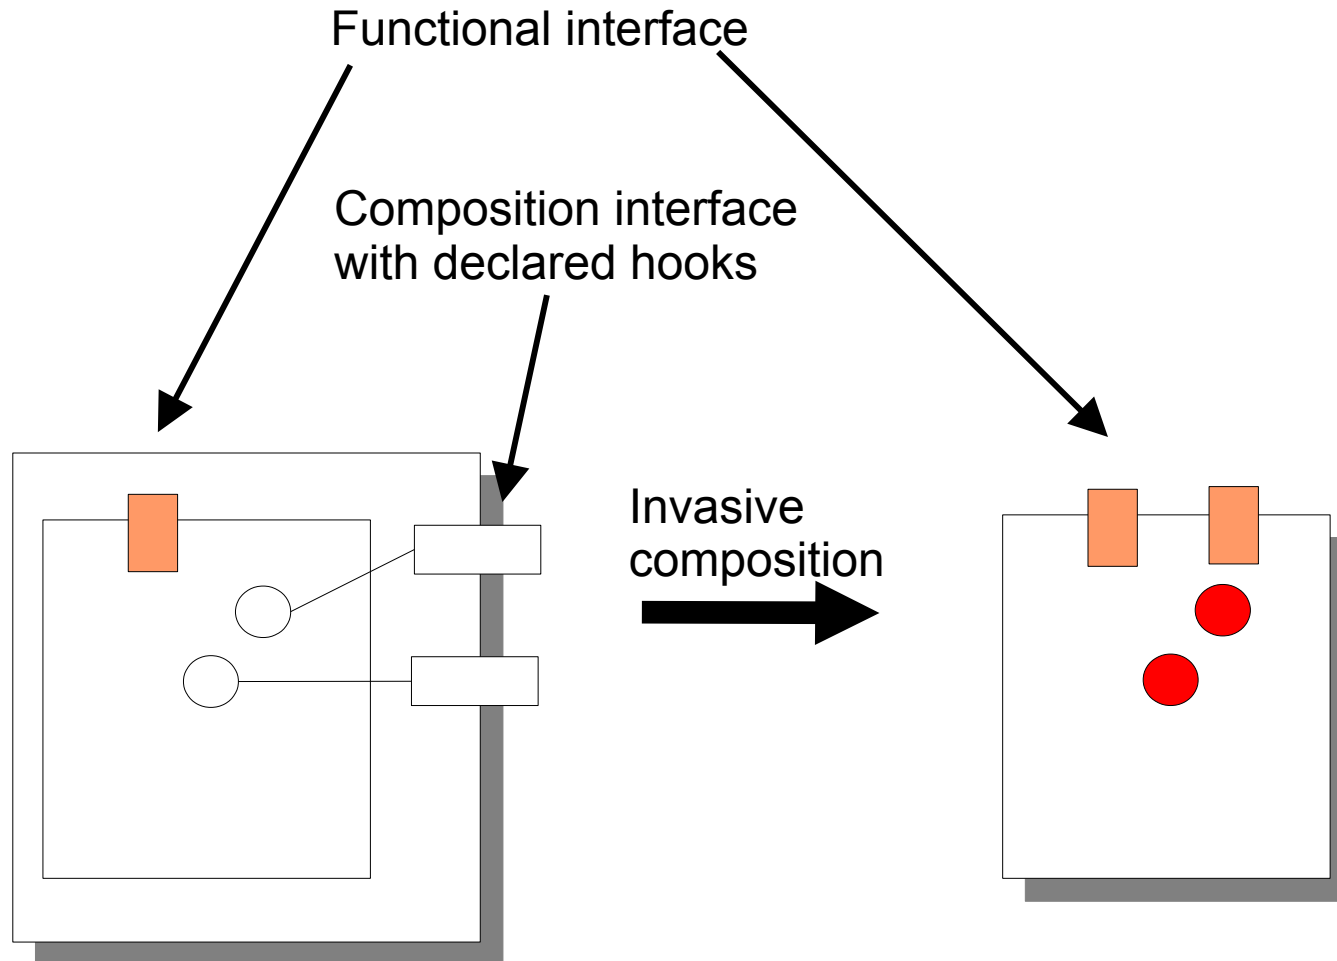 Functional interface
Composition interface
with declared hooks
Invasive
composition